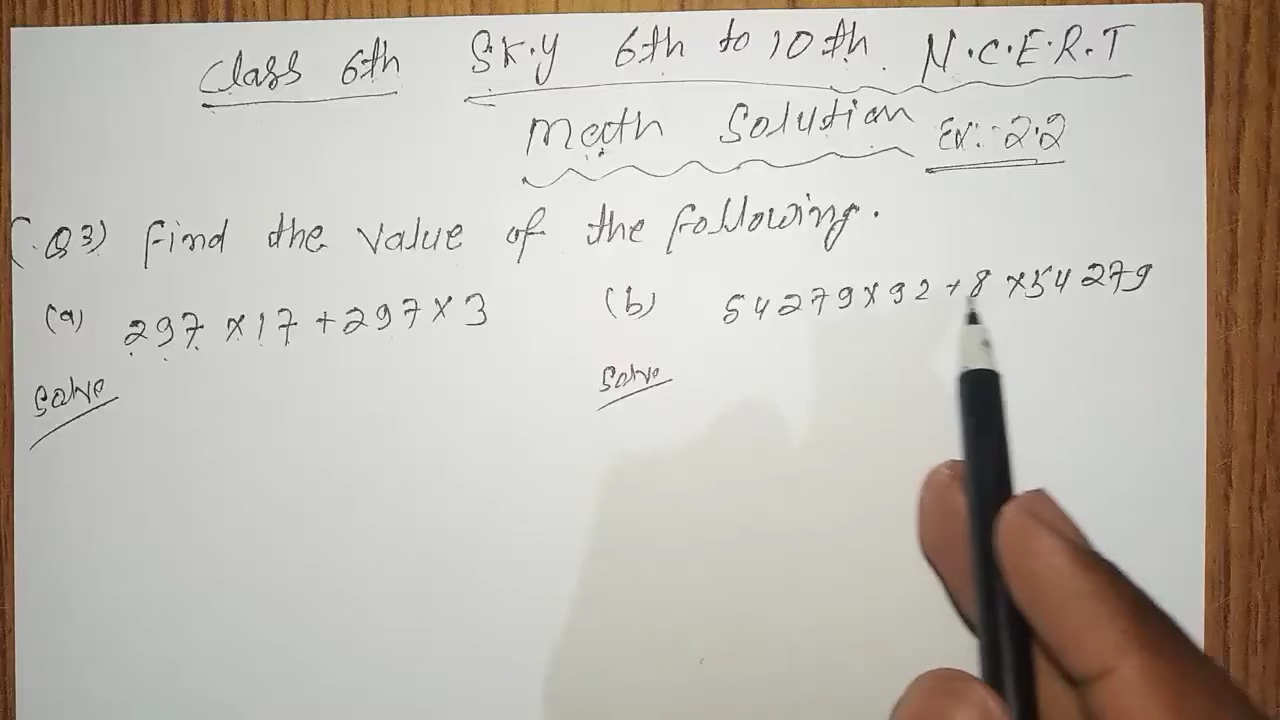 Class 6th S.K.Y 6th to 10th N.C.E.R.T
Math Solution Ex:-2.2
(Q3) Find the value of the following.
(a) 297 × 17 + 297 × 3 (b) 54279 × 92 + 8 × 54279
Solve Solve